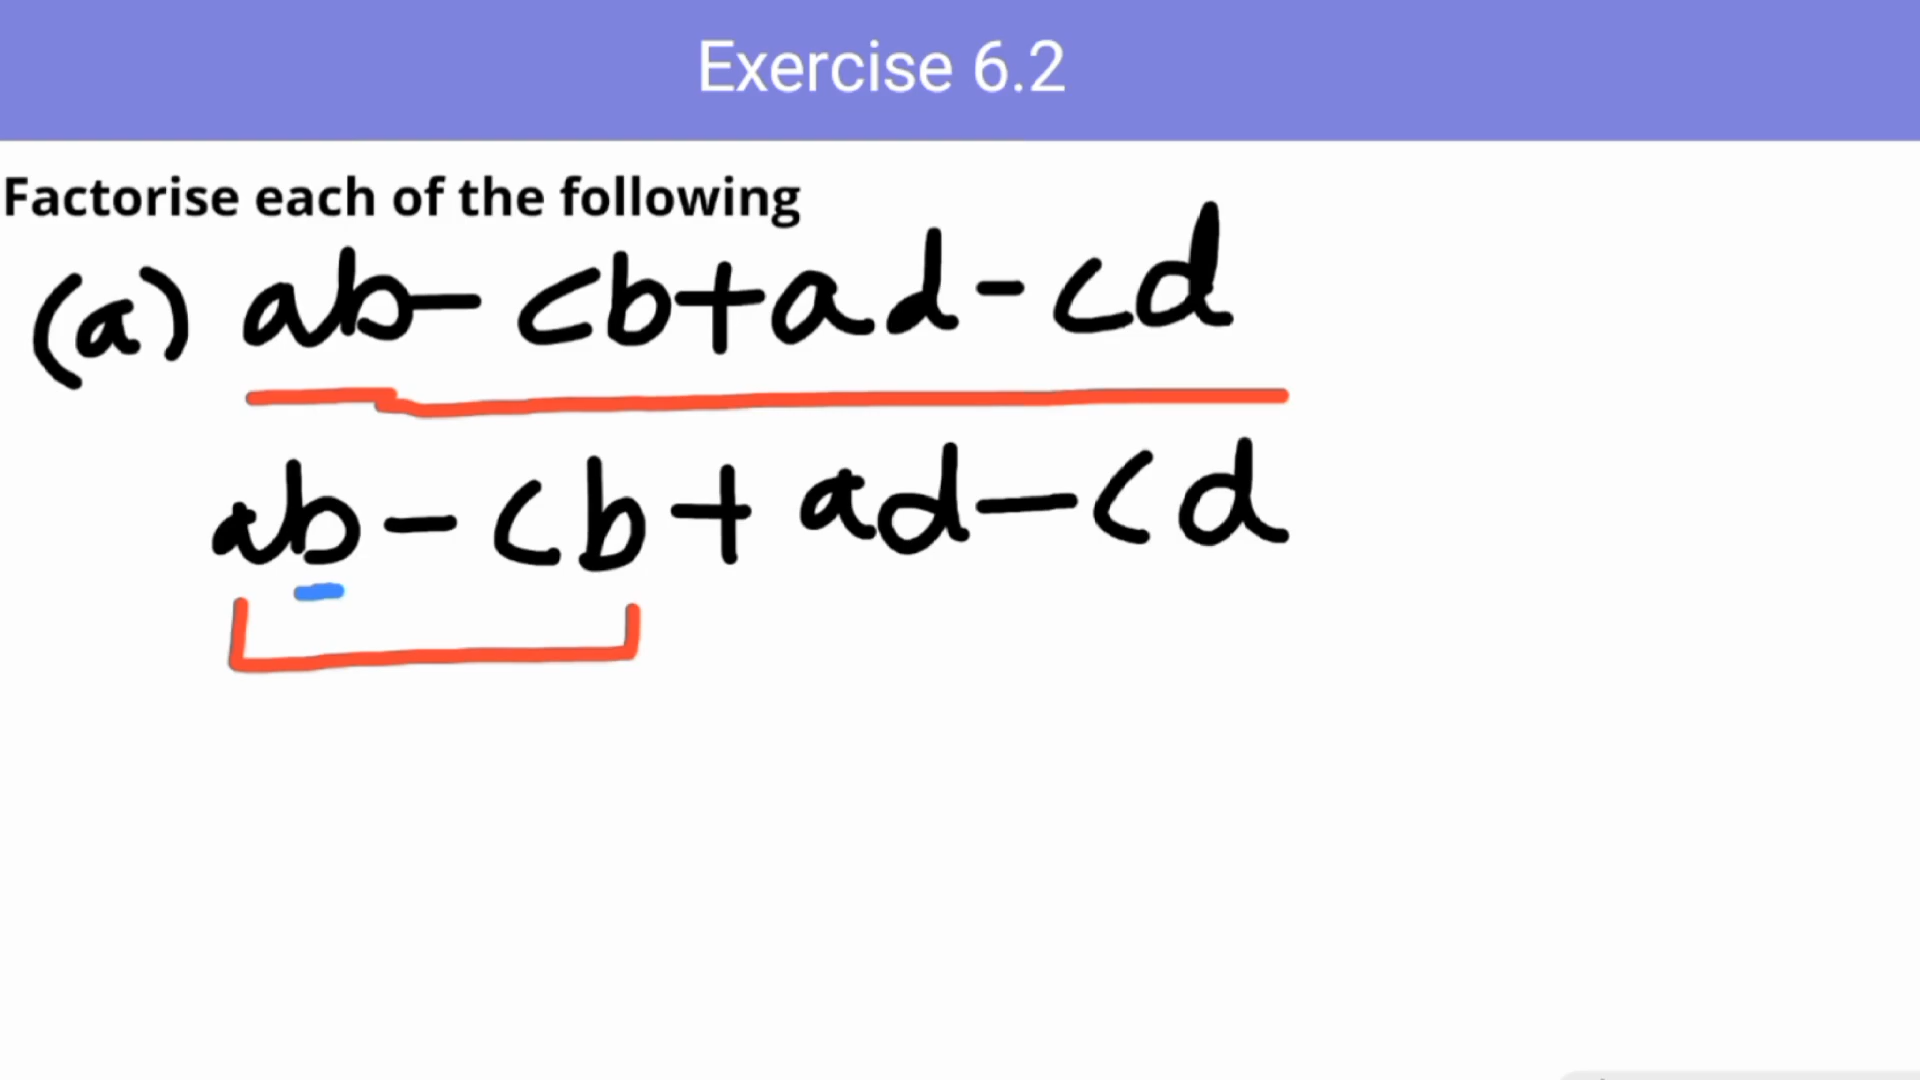 Exercise 6.2
Factorise each of the following
(a) ab - cb + ad - cd
ab - cb + ad - cd